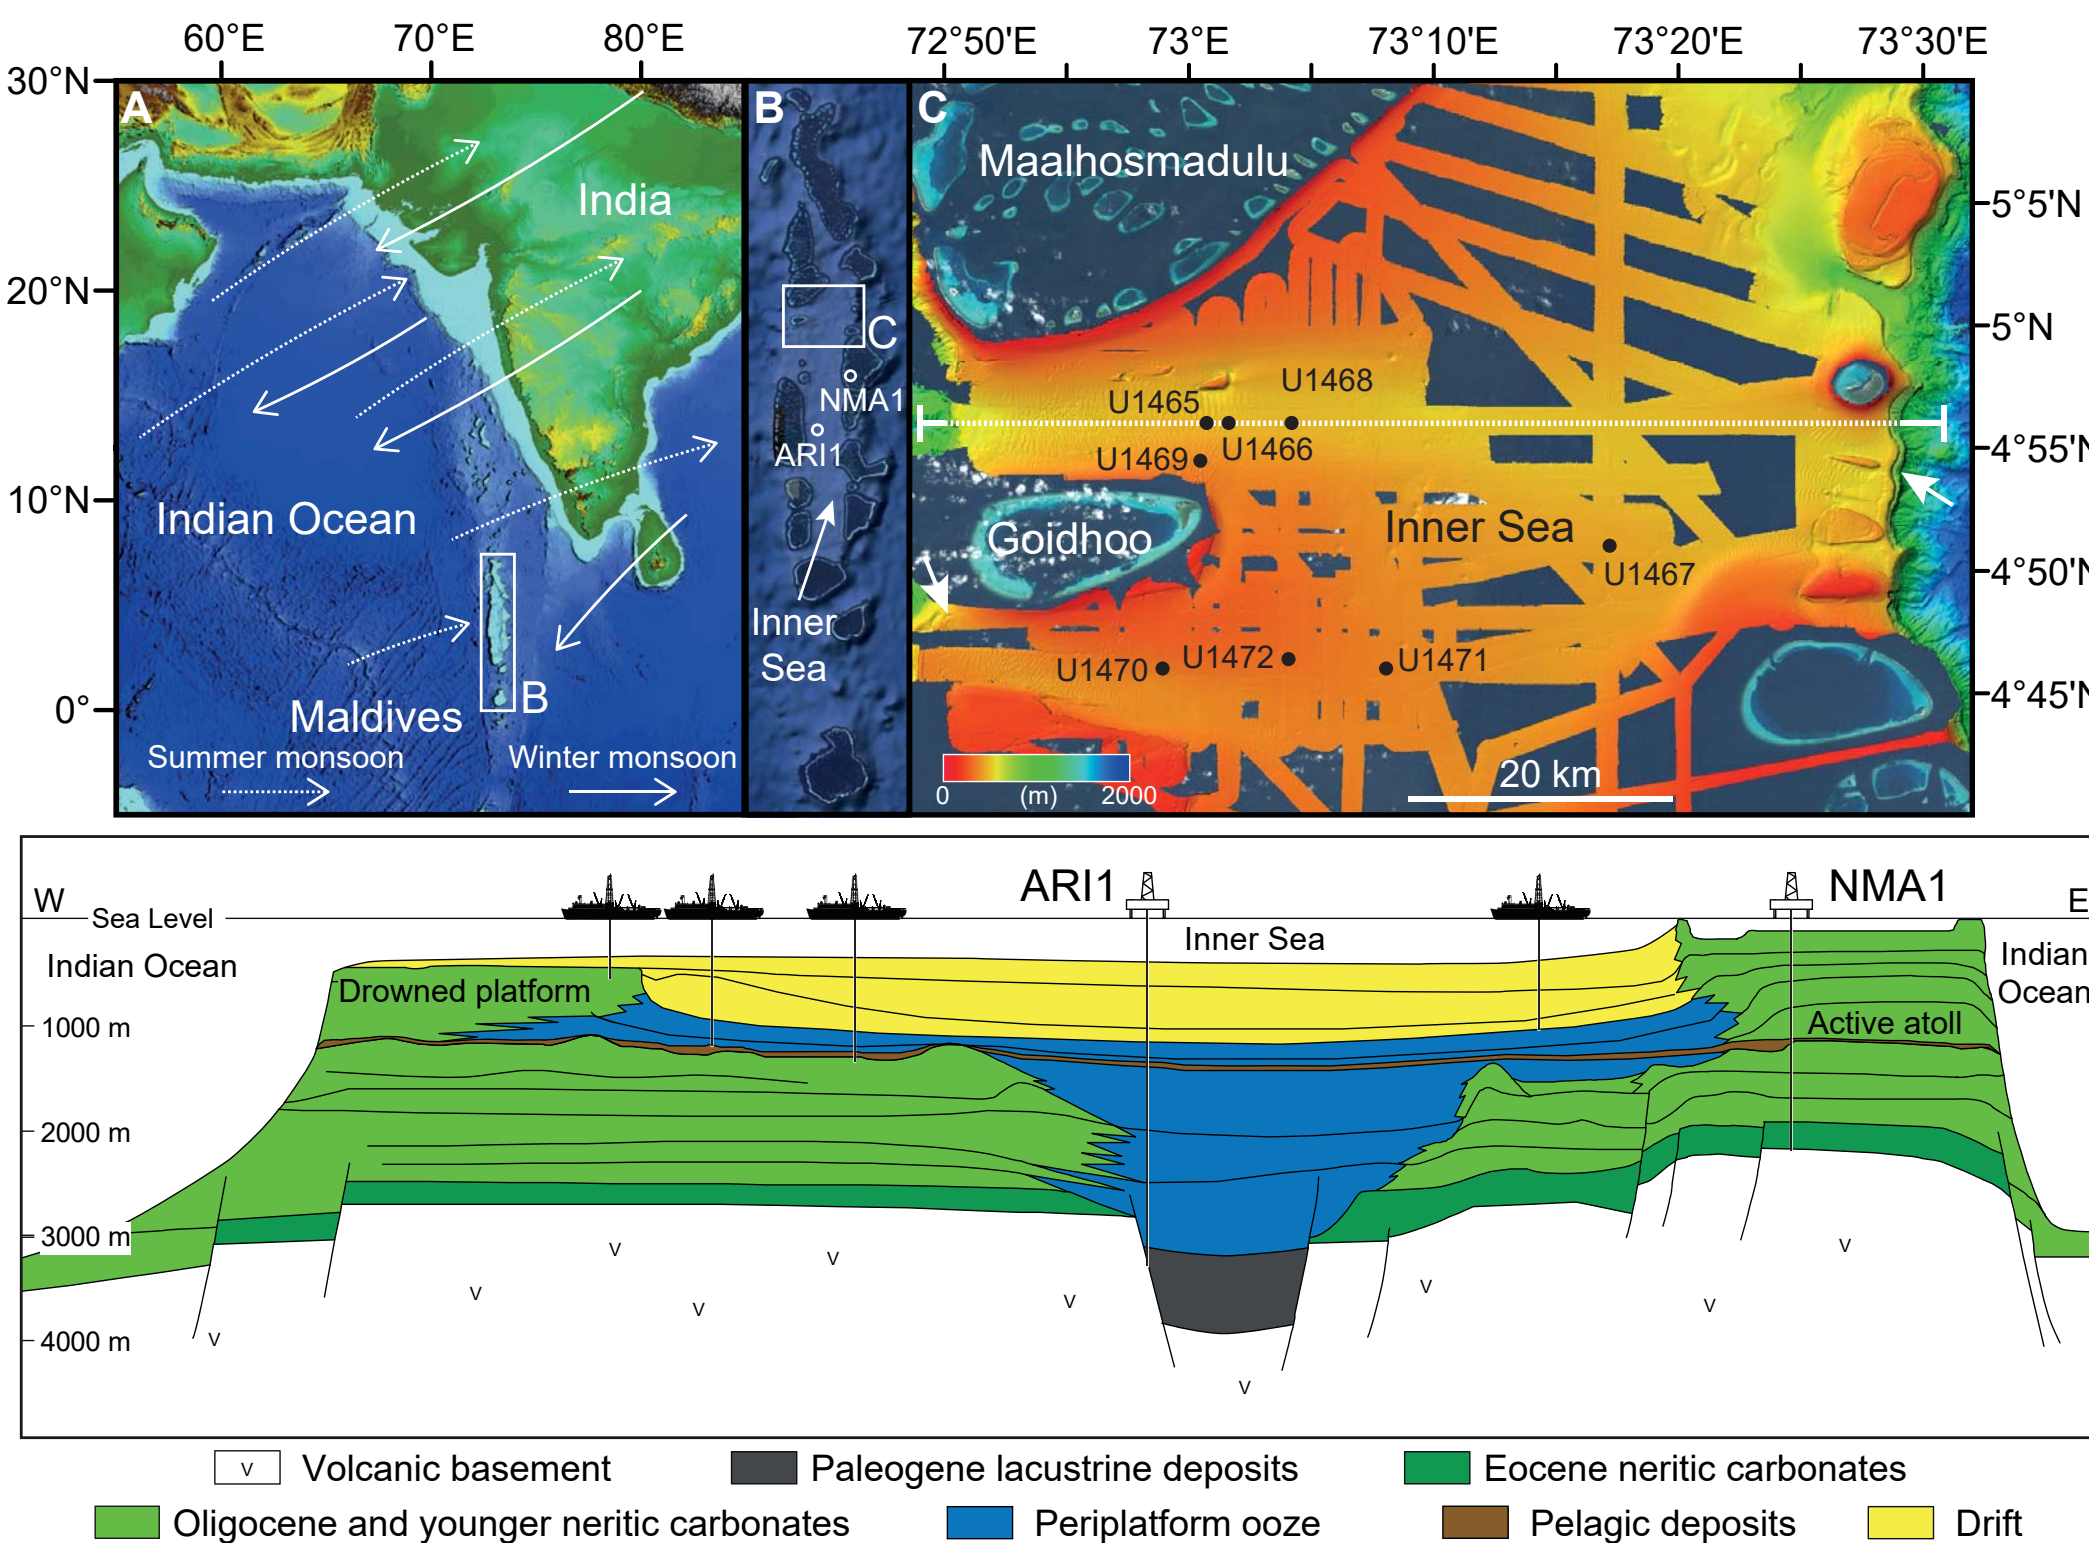 60°E 70°E 80°E 72°50'E 73°E 73°10'E 73°20'E 73°30'E
30°N
20°N
10°N
0°
A
India
Indian Ocean
Maldives
B
Summer monsoon
Winter monsoon
B
C
NMA1
ARI1
Inner
Sea
C
Maalhosmadulu
U1468
U1465
U1466
U1469
Goidhoo
Inner Sea
U1467
U1470
U1472
U1471
0 (m) 2000
20 km
5°5'N
5°N
4°55'N
4°50'N
4°45'N
W
Sea Level
ARI1
NMA1
E
Indian Ocean
Inner Sea
Indian
Ocean
Drowned platform
Active atoll
1000 m
2000 m
3000 m
4000 m
v
v
v
v
v
v
v
v
v
v
v Volcanic basement
Paleogene lacustrine deposits
Eocene neritic carbonates
Oligocene and younger neritic carbonates
Periplatform ooze
Pelagic deposits
Drift